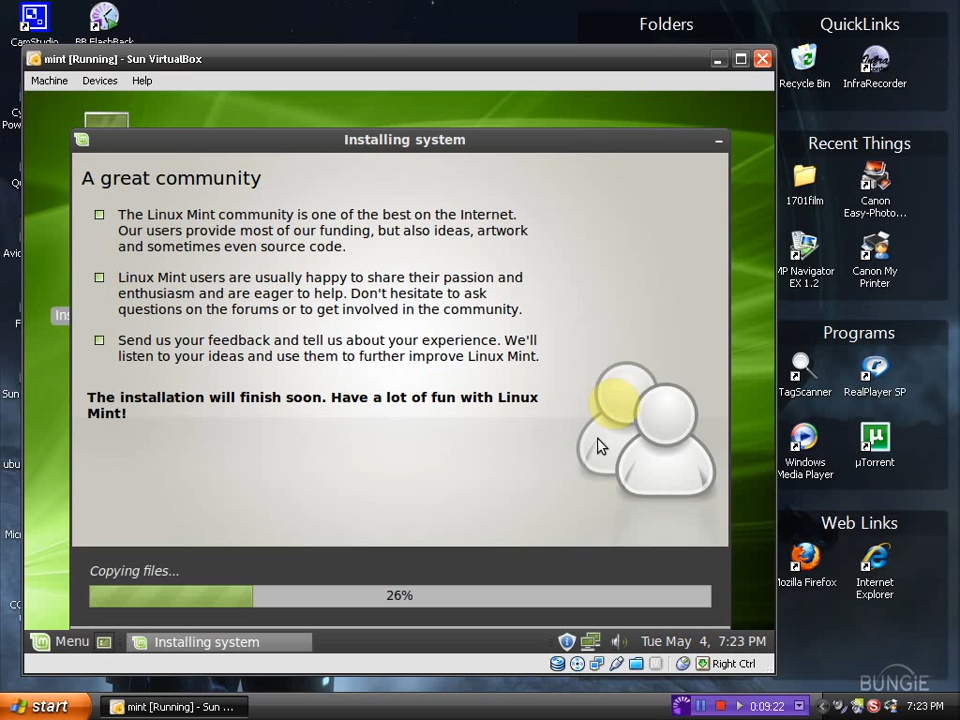 CamStudio
BB FlashBack
Folders
QuickLinks
Recycle Bin
InfraRecorder
mint [Running] - Sun VirtualBox
Machine
Devices
Help
Installing system
A great community
The Linux Mint community is one of the best on the Internet.
Our users provide most of our funding, but also ideas, artwork
and sometimes even source code.
Linux Mint users are usually happy to share their passion and
enthusiasm and are eager to help. Don't hesitate to ask
questions on the forums or to get involved in the community.
Send us your feedback and tell us about your experience. We'll
listen to your ideas and use them to further improve Linux Mint.
The installation will finish soon. Have a lot of fun with Linux
Mint!
Copying files...
26%
Menu
Installing system
Tue May 4, 7:23 PM
Right Ctrl
Ins
Sun
ubu
Recent Things
1701film
Canon
Easy-Photo...
MP Navigator
EX 1.2
Canon My
Printer
Programs
TagScanner
RealPlayer SP
Windows
Media Player
µTorrent
Web Links
Mozilla Firefox
Internet
Explorer
BUNGiE
start
mint [Running] - Sun ...
0:09:22
7:23 PM